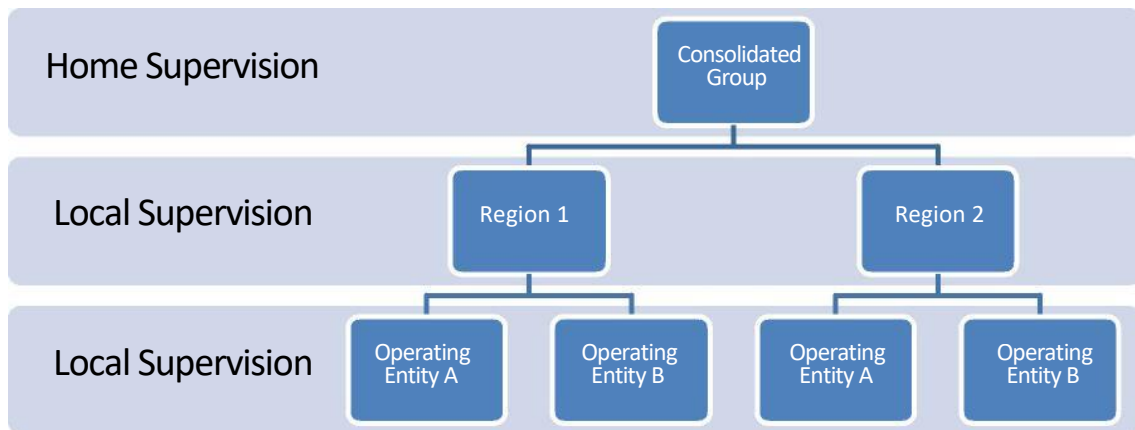 Home Supervision
Consolidated
Group
Local Supervision
Region 1
Region 2
Local Supervision
Operating
Entity A
Operating
Entity B
Operating
Entity A
Operating
Entity B